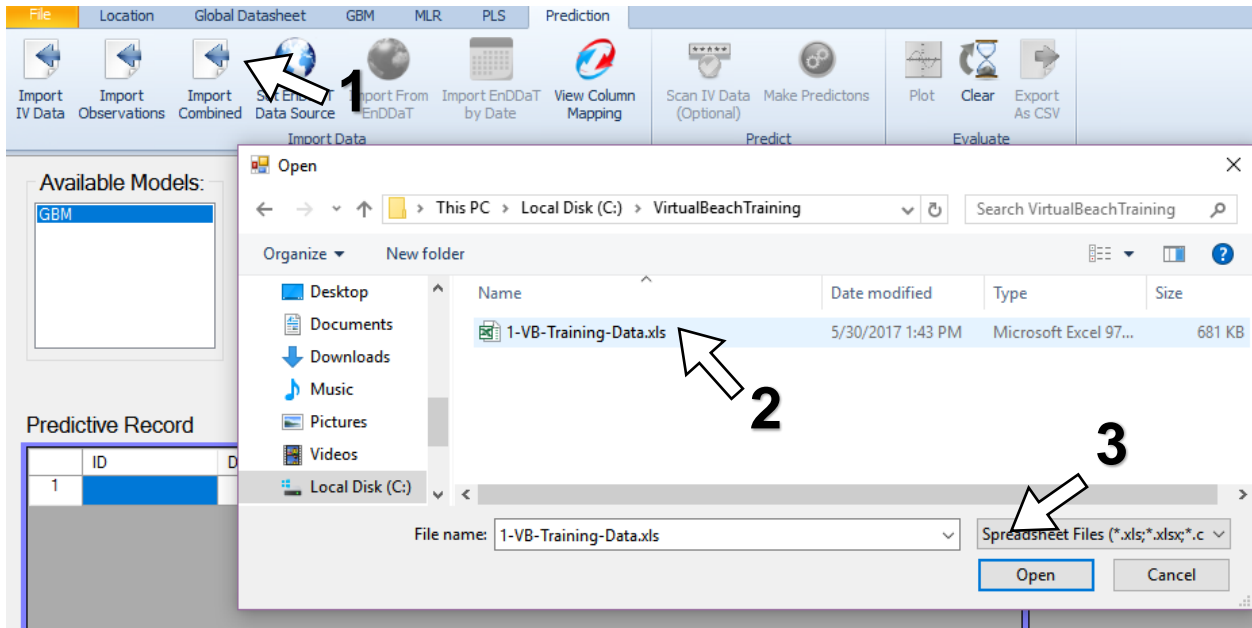 File Location Global Datasheet GBM MLR PLS Prediction
Import IV Data
Import Observations
Import Combined
Set EnDDaT Data Source
Import From EnDDaT
Import EnDDaT by Date
View Column Mapping
Scan IV Data (Optional)
Make Predictons
Plot
Clear
Export As CSV
1
Import Data
Predict
Evaluate
Available Models:
GBM
Predictive Record
ID D
1
Open
This PC > Local Disk (C:) > VirtualBeachTraining
Search VirtualBeachTraining
Organize New folder
Desktop
Documents
Downloads
Music
Pictures
Videos
Local Disk (C:)
Name Date modified Type Size
1-VB-Training-Data.xls 5/30/2017 1:43 PM Microsoft Excel 97... 681 KB
2
3
File name: 1-VB-Training-Data.xls Spreadsheet Files (*.xls;*.xlsx;*.c
Open Cancel